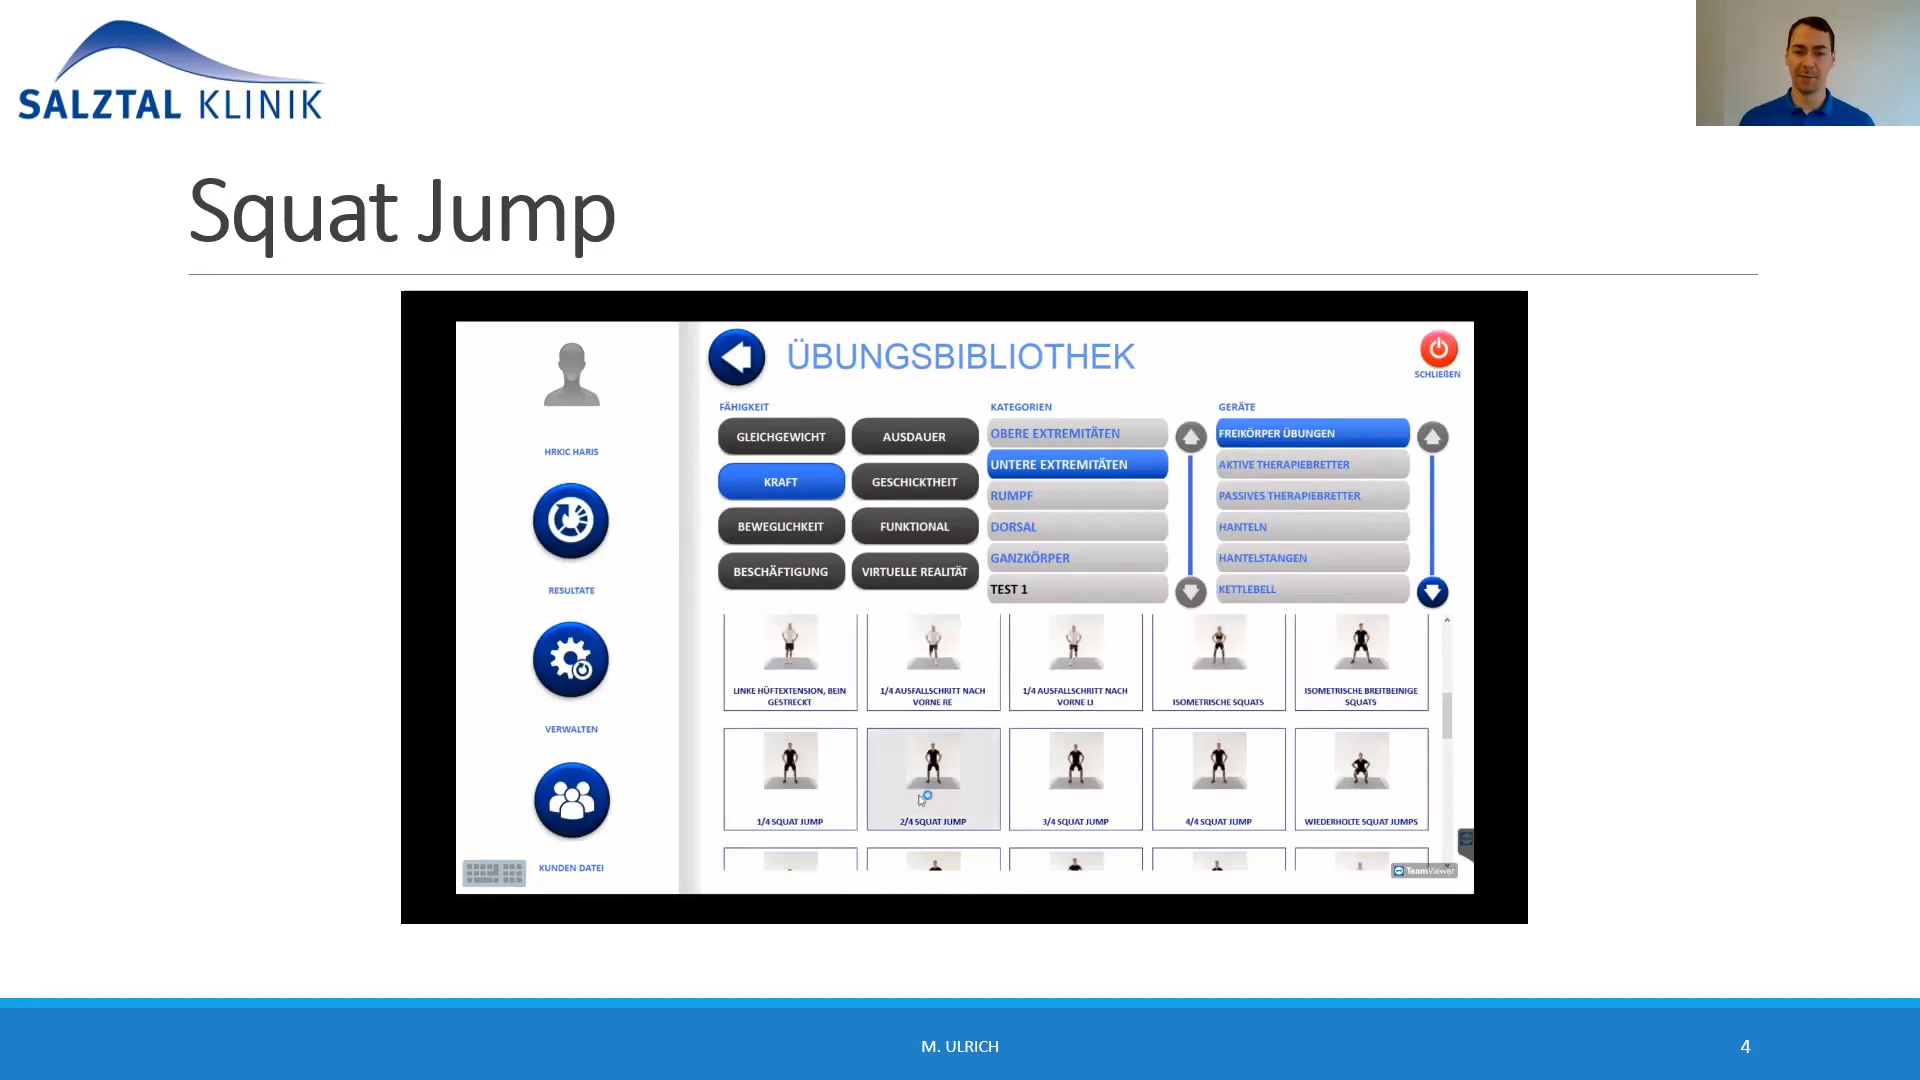 SALZTAL KLINIK
Squat Jump
ÜBUNGSBIBLIOTHEK
SCHLIEßEN
HRKIC HARIS
RESULTATE
VERWALTEN
KUNDEN DATEI
FÄHIGKEIT
GLEICHGEWICHT
AUSDAUER
KRAFT
GESCHICKTHEIT
BEWEGLICHKEIT
FUNKTIONAL
BESCHÄFTIGUNG
VIRTUELLE REALITÄT
KATEGORIEN
OBERE EXTREMITÄTEN
UNTERE EXTREMITÄTEN
RUMPF
DORSAL
GANZKÖRPER
TEST 1
GERÄTE
FREIKÖRPER ÜBUNGEN
AKTIVE THERAPIEBRETTER
PASSIVES THERAPIEBRETTER
HANTELN
HANTELSTANGEN
KETTLEBELL
LINKE HÜFTEXTENSION, BEIN
GESTRECKT
1/4 AUSFALLSCHRITT NACH
VORNE RE
1/4 AUSFALLSCHRITT NACH
VORNE LI
ISOMETRISCHE SQUATS
ISOMETRISCHE BREITBEINIGE
SQUATS
1/4 SQUAT JUMP
2/4 SQUAT JUMP
3/4 SQUAT JUMP
4/4 SQUAT JUMP
WIEDERHOLTE SQUAT JUMPS
TeamViewer
M. ULRICH
4